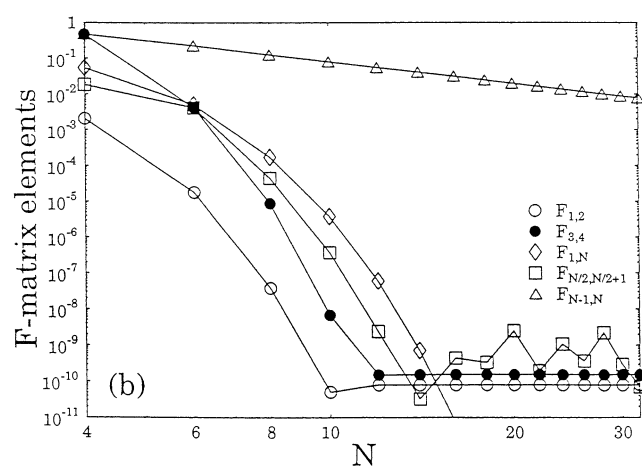 F-matrix elements
1
10-1
10-2
10-3
10-4
10-5
10-6
10-7
10-8
10-9
10-10
10-11
F1,2
F3,4
F1,N
FN/2,N/2+1
FN-1,N
(b)
4 6 8 10 20 30
N